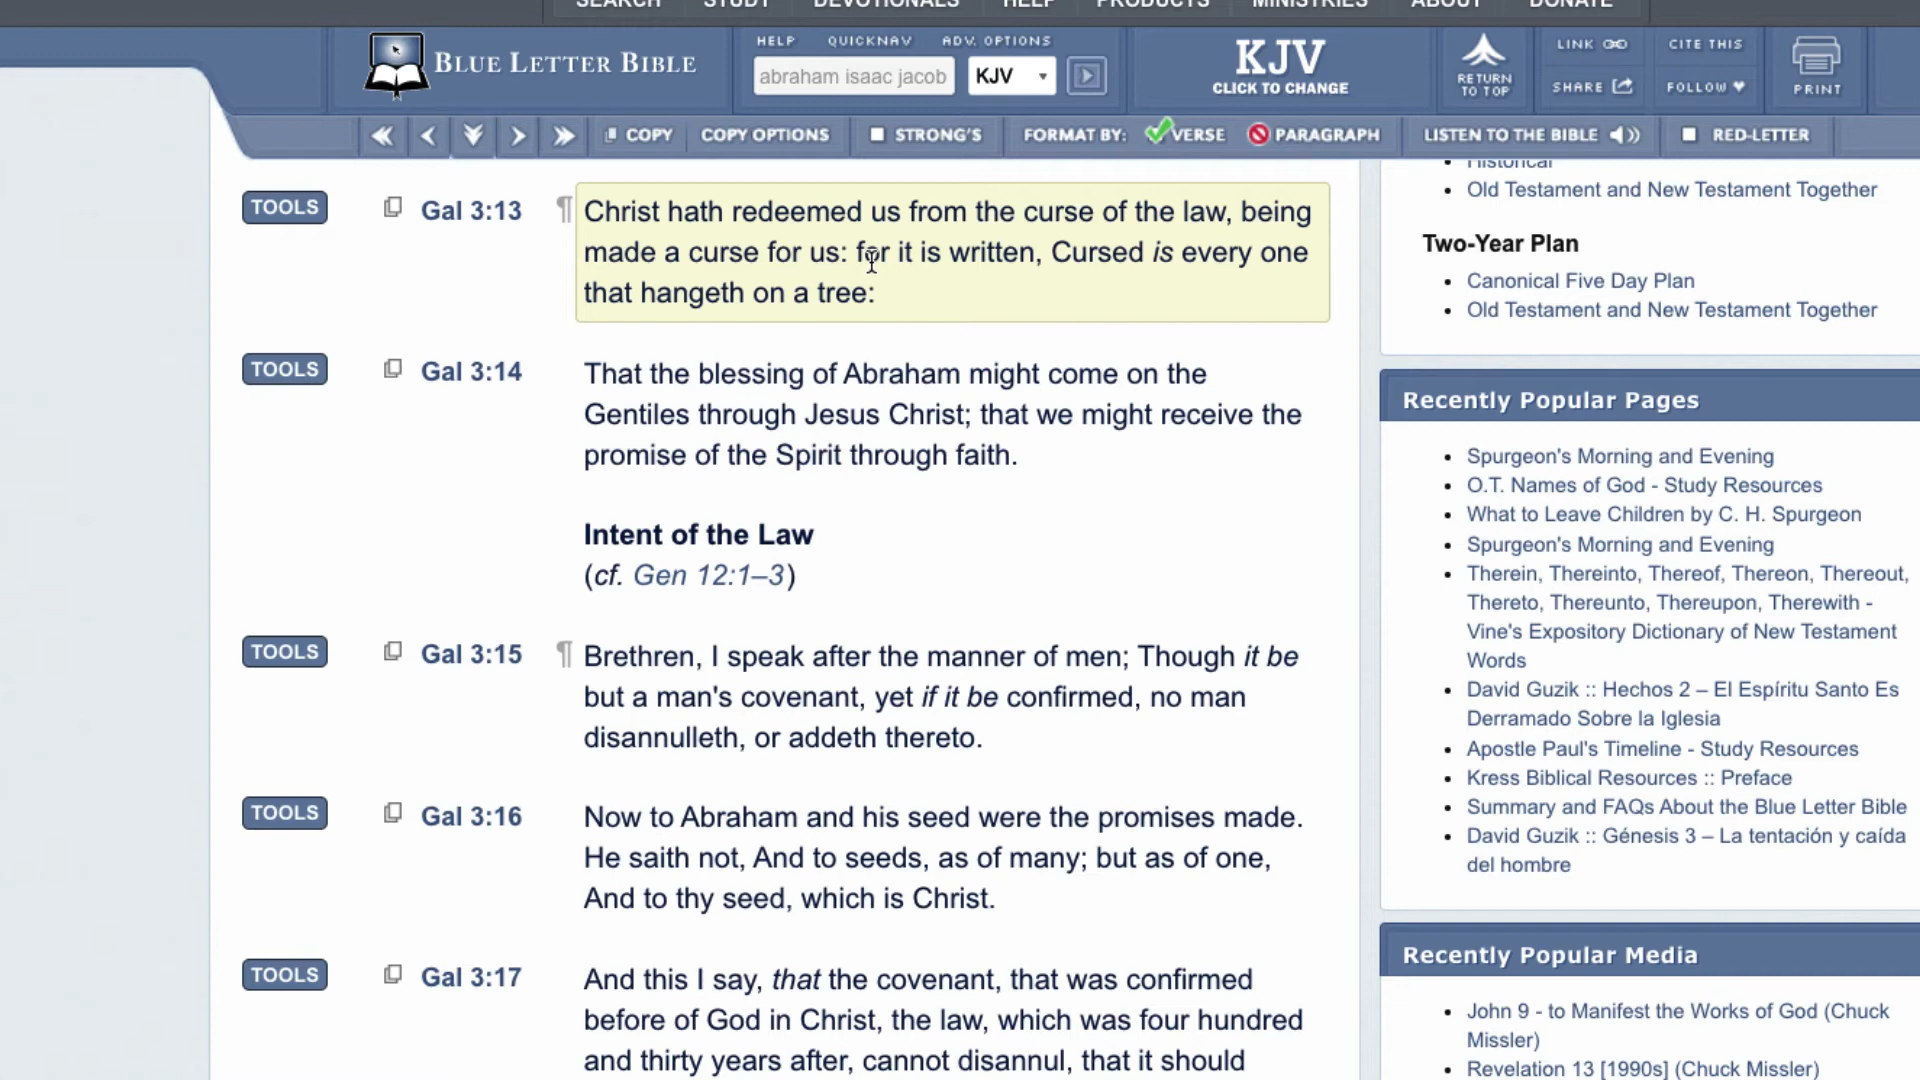 SEARCH STUDY DEVOTIONALS HELP PRODUCTS MINISTRIES ABOUT DONATE
BLUE LETTER BIBLE
HELP QUICKNAV ADV. OPTIONS
abraham isaac jacob KJV
KJV
CLICK TO CHANGE
RETURN
TO TOP
LINK
SHARE
CITE THIS
FOLLOW
PRINT
COPY COPY OPTIONS STRONG'S FORMAT BY: VERSE PARAGRAPH LISTEN TO THE BIBLE RED-LETTER
TOOLS Gal 3:13 ¶ Christ hath redeemed us from the curse of the law, being
made a curse for us: for it is written, Cursed is every one
that hangeth on a tree:
TOOLS Gal 3:14 That the blessing of Abraham might come on the
Gentiles through Jesus Christ; that we might receive the
promise of the Spirit through faith.
Intent of the Law
(cf. Gen 12:1–3)
TOOLS Gal 3:15 ¶ Brethren, I speak after the manner of men; Though it be
but a man's covenant, yet if it be confirmed, no man
disannulleth, or addeth thereto.
TOOLS Gal 3:16 Now to Abraham and his seed were the promises made.
He saith not, And to seeds, as of many; but as of one,
And to thy seed, which is Christ.
TOOLS Gal 3:17 And this I say, that the covenant, that was confirmed
before of God in Christ, the law, which was four hundred
and thirty years after, cannot disannul, that it should
Historical
Old Testament and New Testament Together
Two-Year Plan
Canonical Five Day Plan
Old Testament and New Testament Together
Recently Popular Pages
Spurgeon's Morning and Evening
O.T. Names of God - Study Resources
What to Leave Children by C. H. Spurgeon
Spurgeon's Morning and Evening
Therein, Thereinto, Thereof, Thereon, Thereout,
Thereto, Thereunto, Thereupon, Therewith -
Vine's Expository Dictionary of New Testament
Words
David Guzik :: Hechos 2 – El Espíritu Santo Es
Derramado Sobre la Iglesia
Apostle Paul's Timeline - Study Resources
Kress Biblical Resources :: Preface
Summary and FAQs About the Blue Letter Bible
David Guzik :: Génesis 3 – La tentación y caída
del hombre
Recently Popular Media
John 9 - to Manifest the Works of God (Chuck
Missler)
Revelation 13 [1990s] (Chuck Missler)